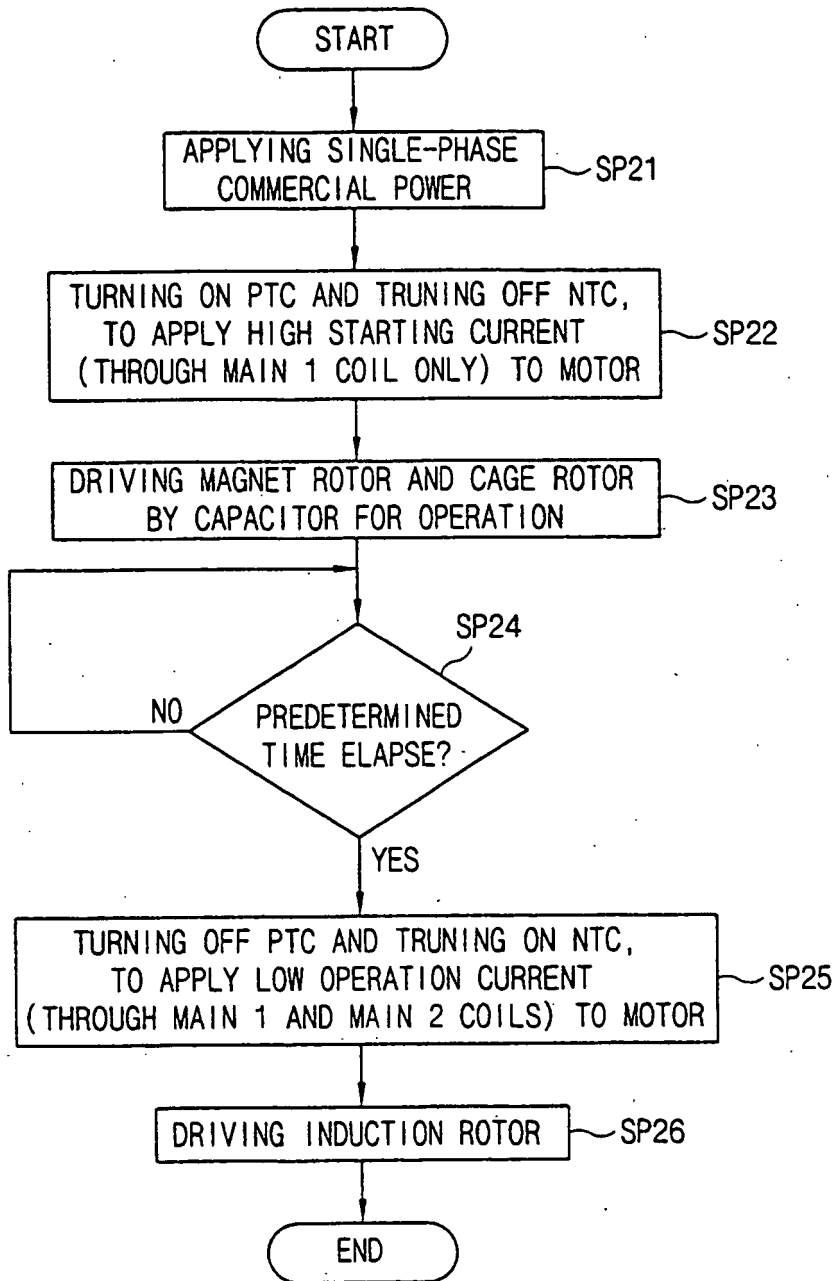 START
APPLYING SINGLE-PHASE
COMMERCIAL POWER
SP21
TURNING ON PTC AND TRUNING OFF NTC,
TO APPLY HIGH STARTING CURRENT
(THROUGH MAIN 1 COIL ONLY) TO MOTOR
SP22
DRIVING MAGNET ROTOR AND CAGE ROTOR
BY CAPACITOR FOR OPERATION
SP23
SP24
PREDETERMINED
TIME ELAPSE?
NO
YES
TURNING OFF PTC AND TRUNING ON NTC,
TO APPLY LOW OPERATION CURRENT
(THROUGH MAIN 1 AND MAIN 2 COILS) TO MOTOR
SP25
DRIVING INDUCTION ROTOR
SP26
END